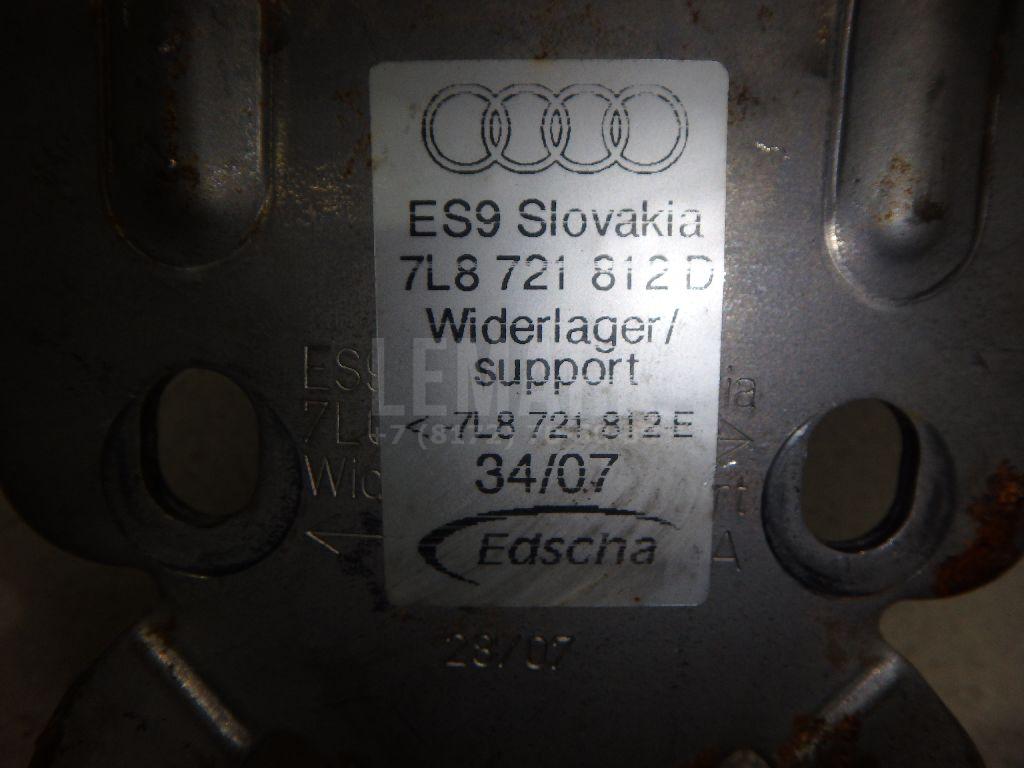 ES9 Slovakia
7L8 721 812 D
Widerlager/
support
< 7L8 721 812 E
34/07
Edscha
28/07